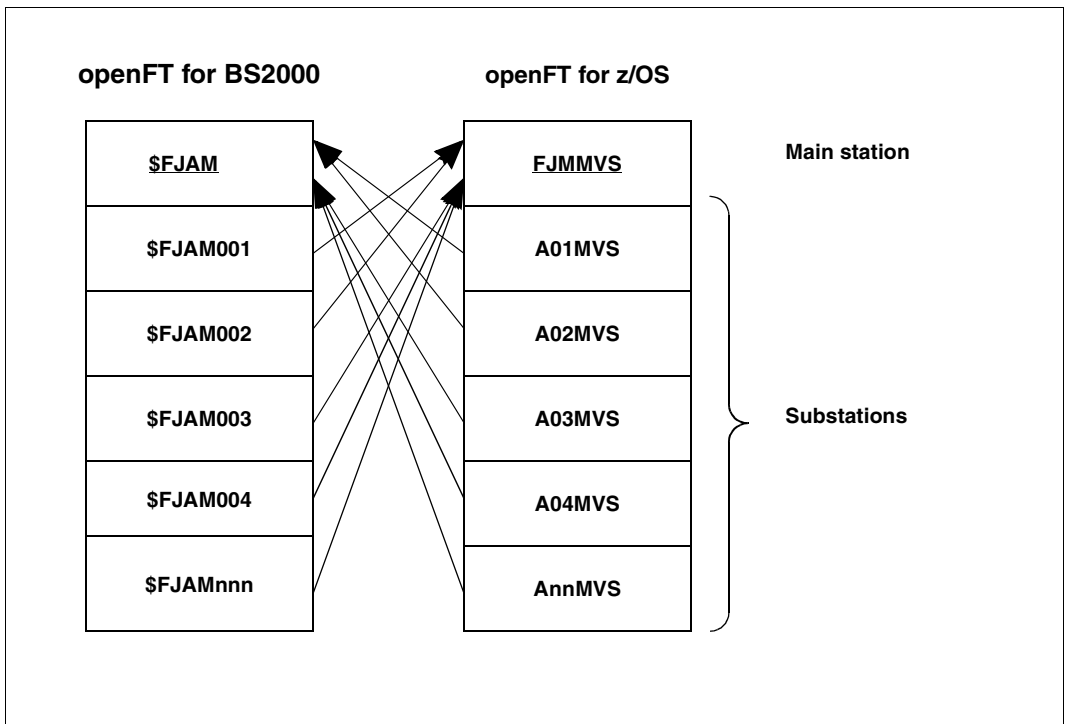 openFT for BS2000
openFT for z/OS
$FJAM
FJMMVS
Main station
$FJAM001
A01MVS
$FJAM002
A02MVS
$FJAM003
A03MVS
Substations
$FJAM004
A04MVS
$FJAMnnn
AnnMVS